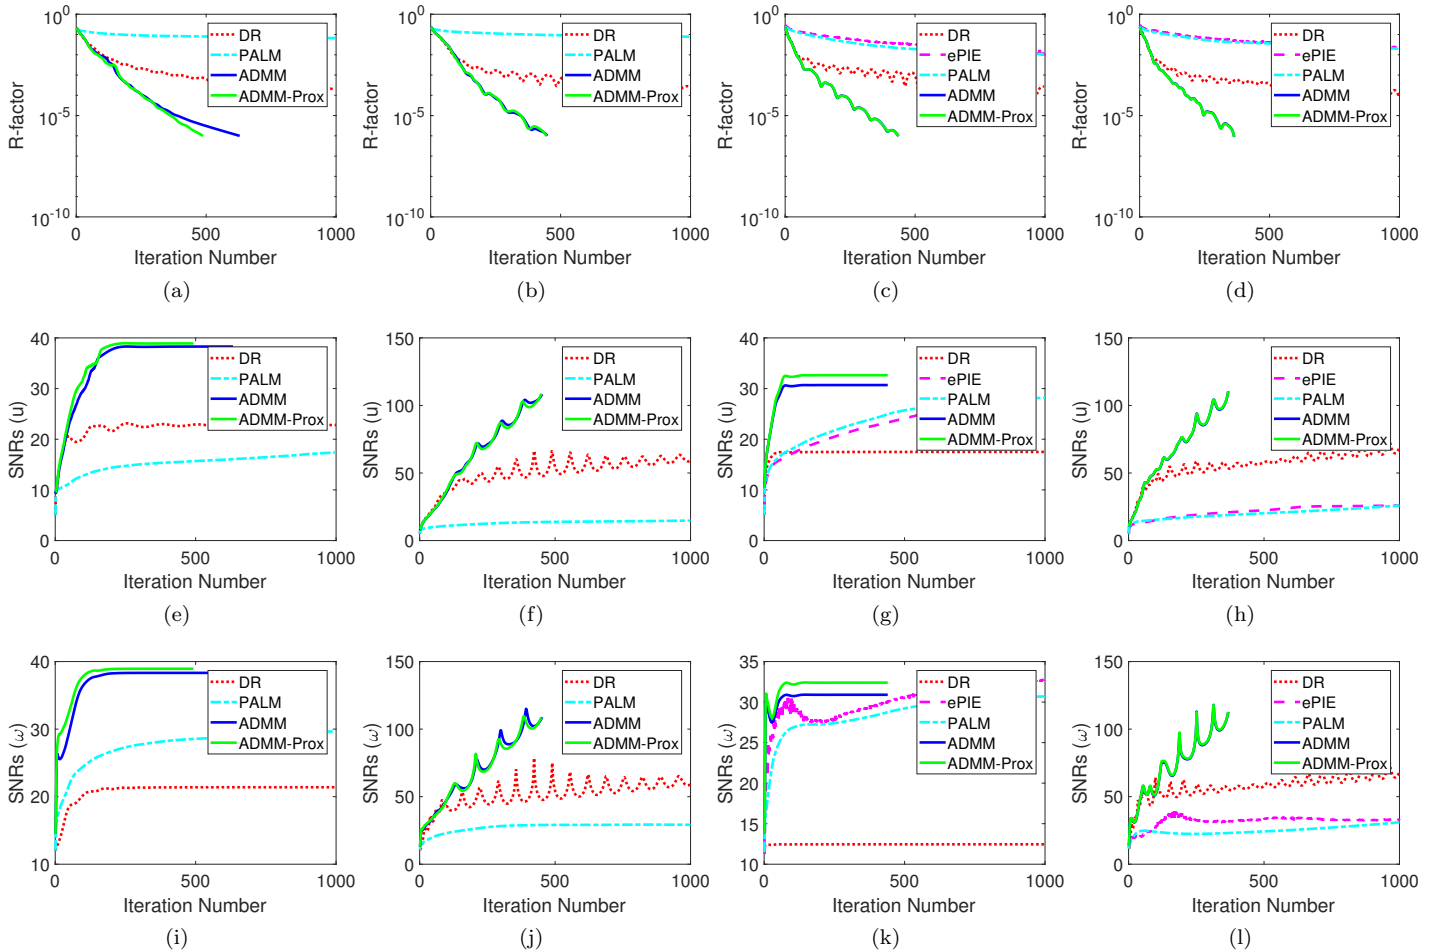 10^0
10^-5
10^-10
R-factor
0
500
1000
Iteration Number
DR
PALM
ADMM
ADMM-Prox
(a)
10^0
10^-5
10^-10
R-factor
0
500
1000
Iteration Number
DR
PALM
ADMM
ADMM-Prox
(b)
10^0
10^-5
10^-10
R-factor
0
500
1000
Iteration Number
DR
ePIE
PALM
ADMM
ADMM-Prox
(c)
10^0
10^-5
10^-10
R-factor
0
500
1000
Iteration Number
DR
ePIE
PALM
ADMM
ADMM-Prox
(d)
40
30
20
10
0
SNRs (u)
0
500
1000
Iteration Number
DR
PALM
ADMM
ADMM-Prox
(e)
150
100
50
0
SNRs (u)
0
500
1000
Iteration Number
DR
PALM
ADMM
ADMM-Prox
(f)
40
30
20
10
0
SNRs (u)
0
500
1000
Iteration Number
DR
ePIE
PALM
ADMM
ADMM-Prox
(g)
150
100
50
0
SNRs (u)
0
500
1000
Iteration Number
DR
ePIE
PALM
ADMM
ADMM-Prox
(h)
40
30
20
10
SNRs (ω)
0
500
1000
Iteration Number
DR
PALM
ADMM
ADMM-Prox
(i)
150
100
50
0
SNRs (ω)
0
500
1000
Iteration Number
DR
PALM
ADMM
ADMM-Prox
(j)
35
30
25
20
15
10
SNRs (ω)
0
500
1000
Iteration Number
DR
ePIE
PALM
ADMM
ADMM-Prox
(k)
150
100
50
0
SNRs (ω)
0
500
1000
Iteration Number
DR
ePIE
PALM
ADMM
ADMM-Prox
(l)